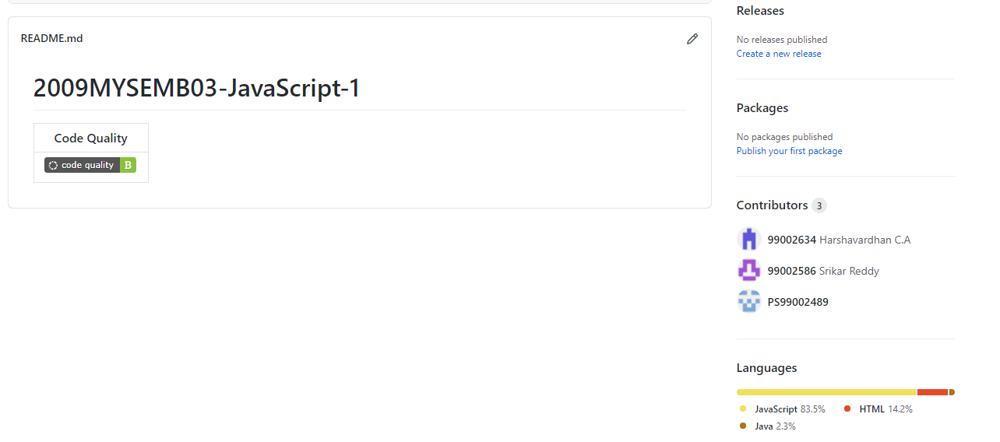 README.md
2009MYSEMB03-JavaScript-1
Code Quality
code quality B
Releases
No releases published
Create a new release
Packages
No packages published
Publish your first package
Contributors 3
99002634 Harshavardhan C.A
99002586 Srikar Reddy
PS99002489
Languages
JavaScript 83.5% HTML 14.2%
Java 2.3%